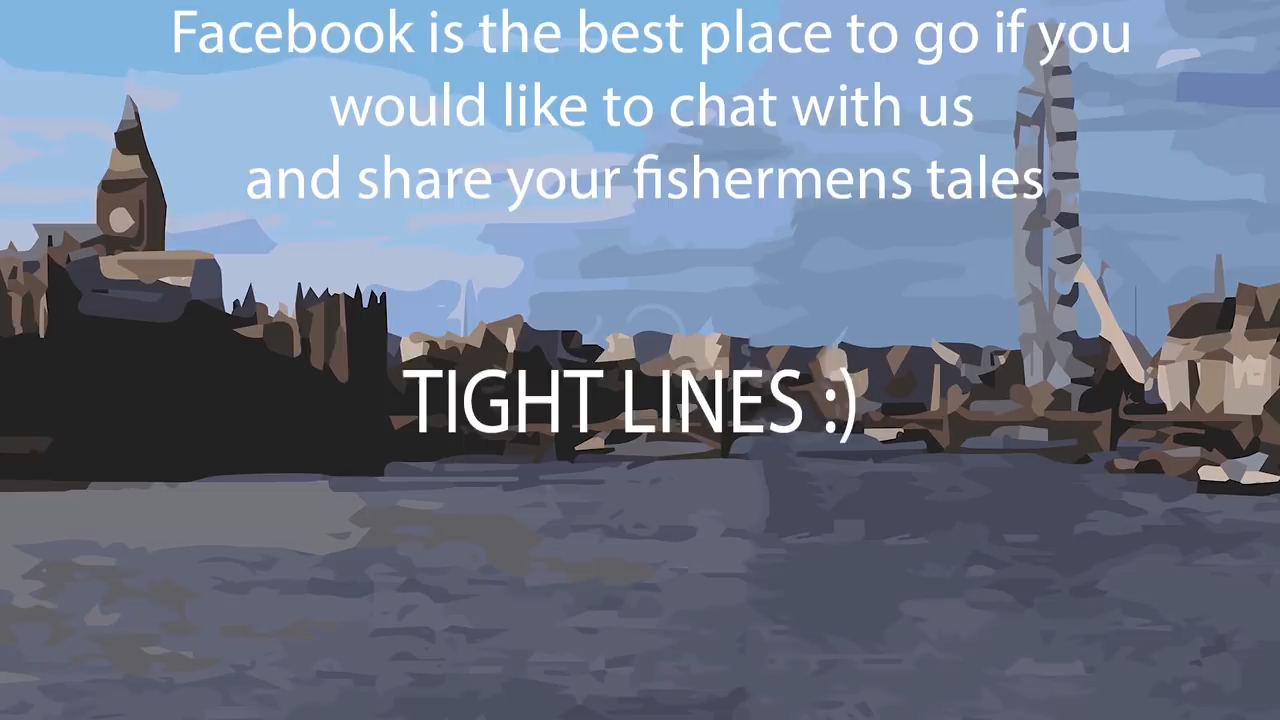 Facebook is the best place to go if you
would like to chat with us
and share your fishermens tales
TIGHT LINES :)